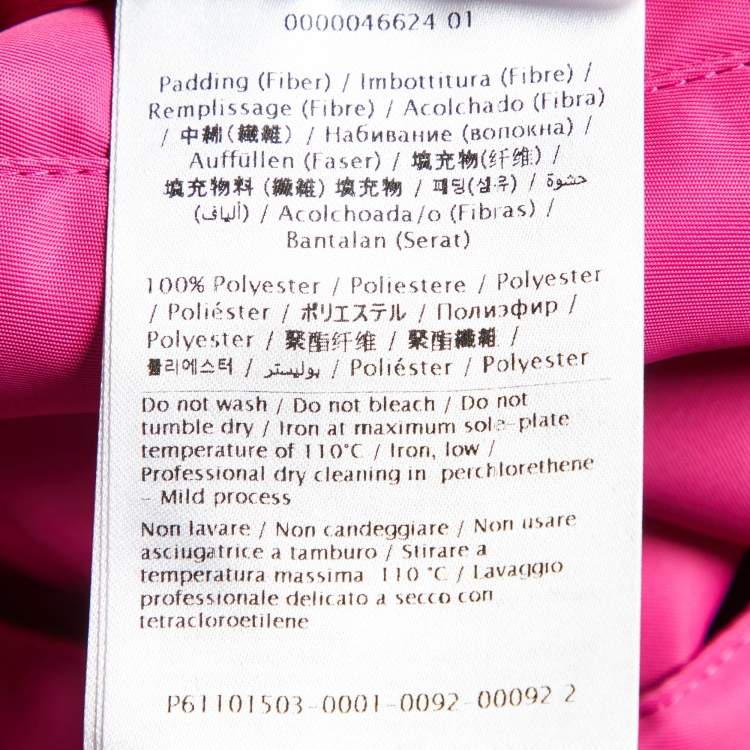 0000046624 01
Padding (Fiber) / Imbottitura (Fibre) /
Remplissage (Fibre) / Acolchado (Fibra)
/ 中綿(繊維) / Набивание (волокна) /
Auffüllen (Faser) / 填充物(纤维) /
填充物料 (纖維) 填充物 / 패딩(섬유) / حشوة
(ألياف) / Acolchoada/o (Fibras) /
Bantalan (Serat)
100% Polyester / Poliestere / Polyester
/ Poliéster / ポリエステル / Полиэфир /
Polyester / 聚酯纤维 / 聚酯纖維 /
폴리에스터 / بوليستر / Poliéster / Polyester
Do not wash / Do not bleach / Do not
tumble dry / Iron at maximum sole-plate
temperature of 110°C / Iron, low /
Professional dry cleaning in perchlorethene
- Mild process
Non lavare / Non candeggiare / Non usare
asciugatrice a tamburo / Stirare a
temperatura massima 110 °C / Lavaggio
professionale delicato a secco con
tetracloroetilene
P61101503-0001-0092-00092 2